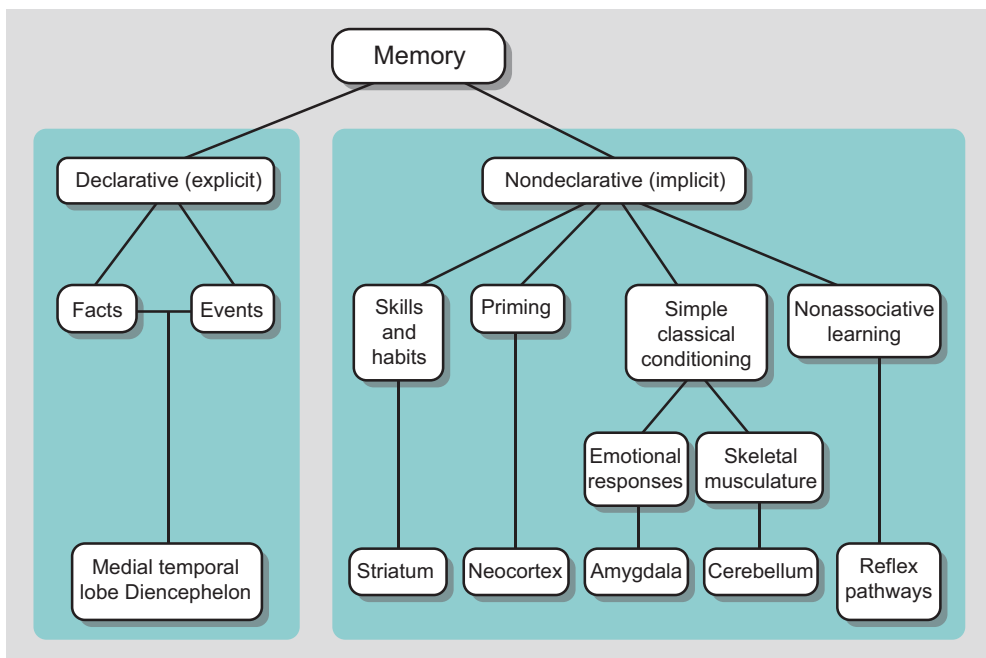 Memory
Declarative (explicit)
Nondeclarative (implicit)
Facts
Events
Skills
and
habits
Priming
Simple
classical
conditioning
Nonassociative
learning
Emotional
responses
Skeletal
musculature
Medial temporal
lobe Diencephelon
Striatum
Neocortex
Amygdala
Cerebellum
Reflex
pathways